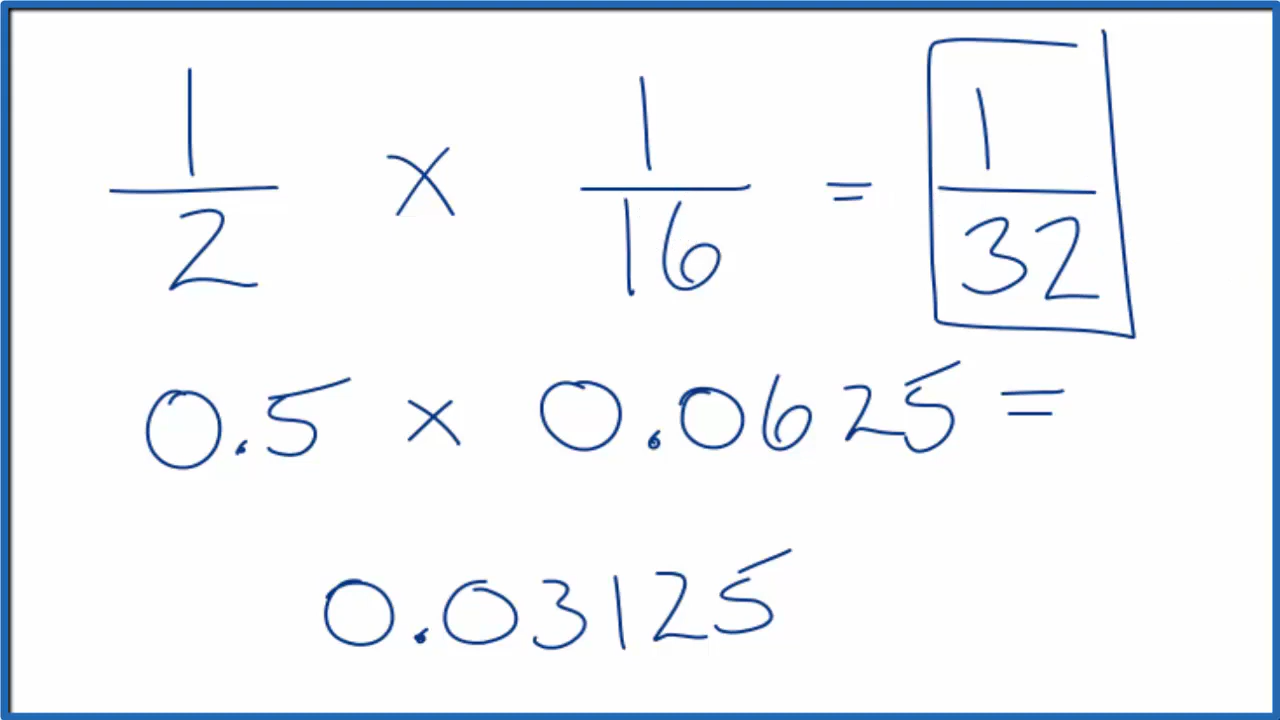 1/2 × 1/16 = 1/32
0.5 × 0.0625 =
0.03125